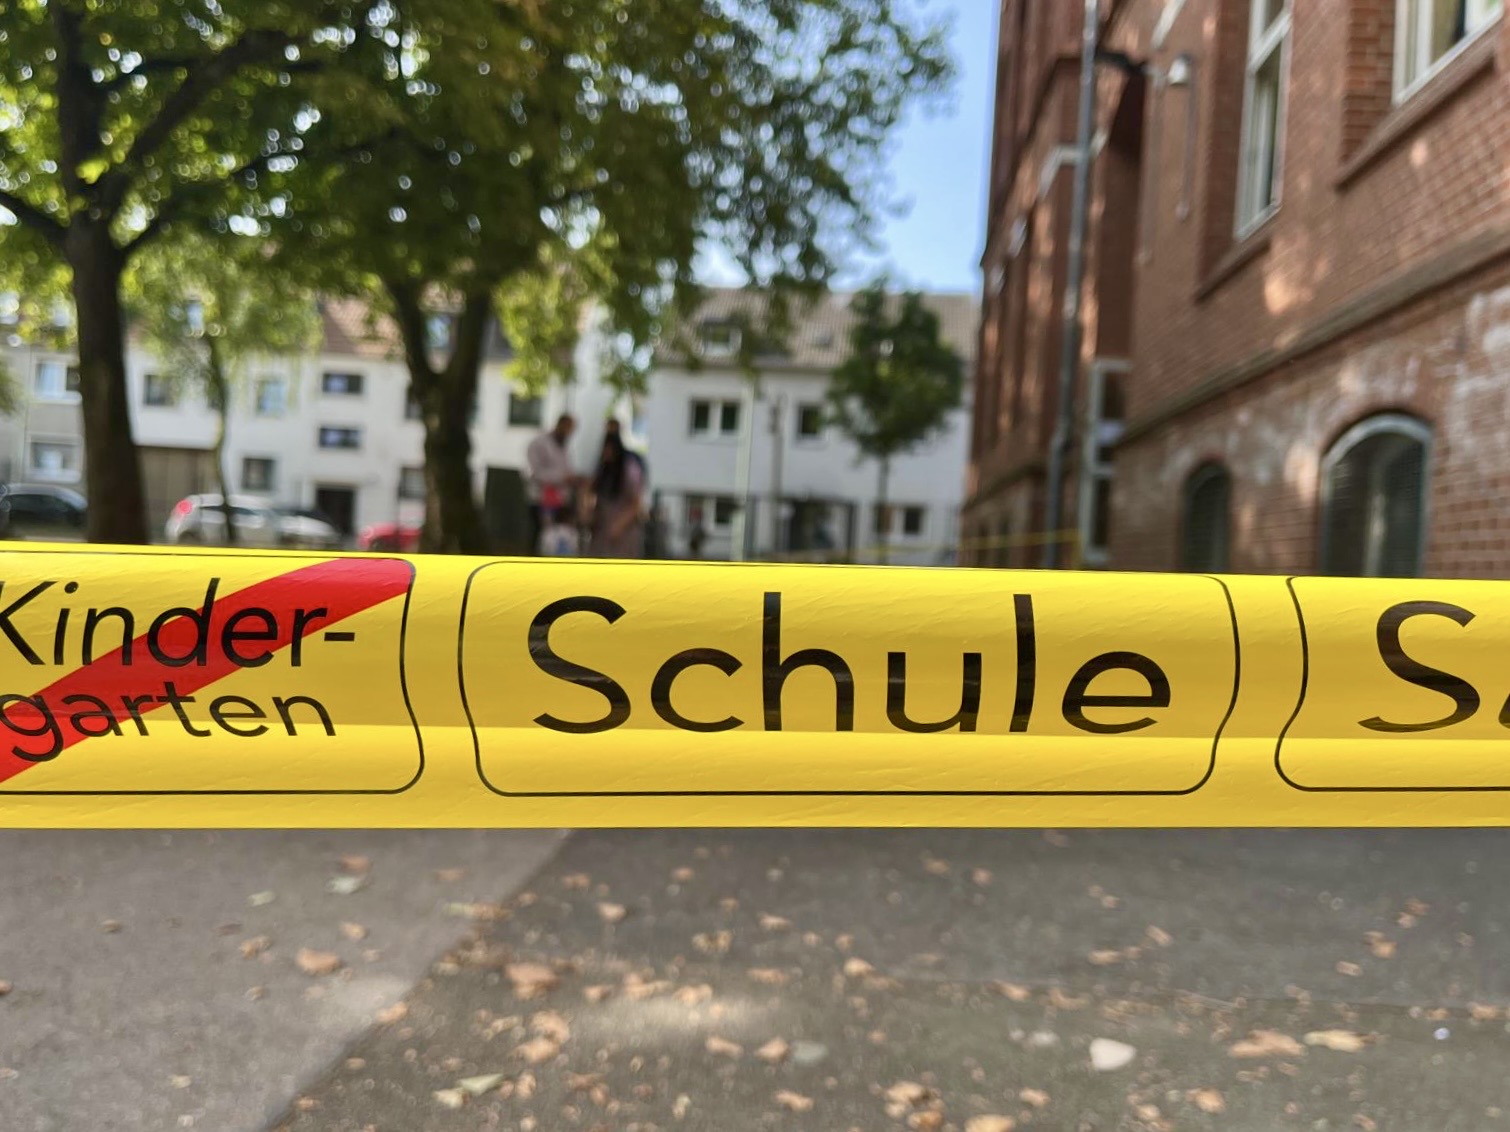 Kinder-
garten
Schule